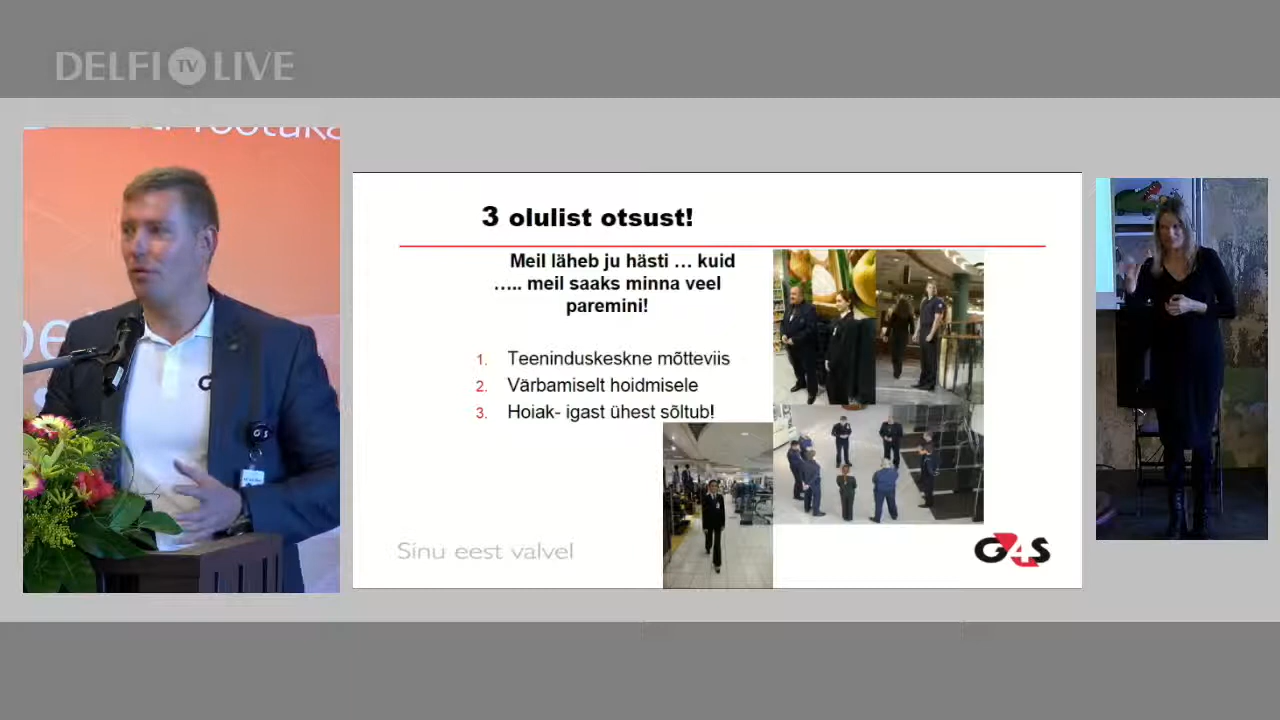 DELFI TV LIVE
3 olulist otsust!
Meil läheb ju hästi … kuid
….. meil saaks minna veel
paremini!
1. Teeninduskeskne mõtteviis
2. Värbamiselt hoidmisele
3. Hoiak- igast ühest sõltub!
Sinu eest valvel
G4S
G4S